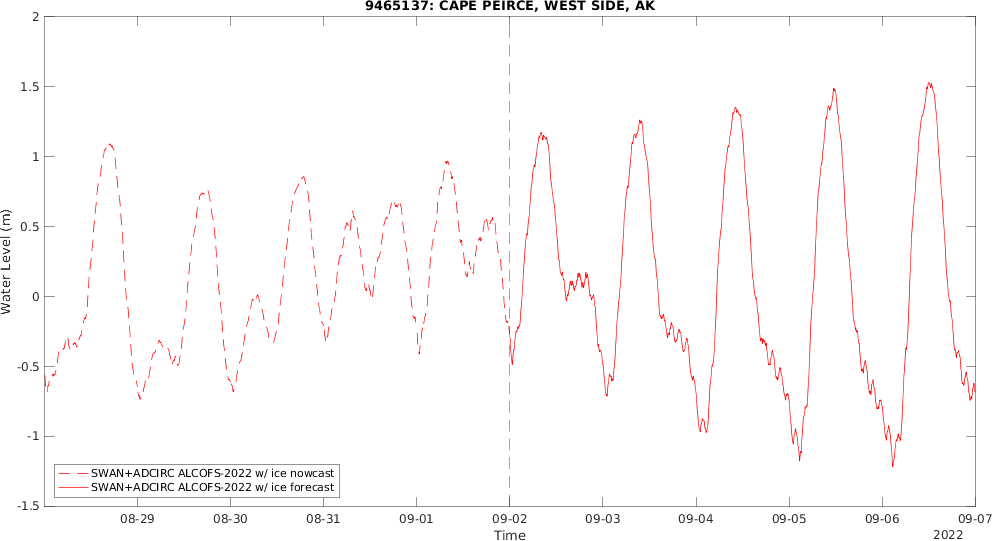 9465137: CAPE PEIRCE, WEST SIDE, AK
2
1.5
1
0.5
0
-0.5
-1
-1.5
Water Level (m)
SWAN+ADCIRC ALCOFS-2022 w/ ice nowcast
SWAN+ADCIRC ALCOFS-2022 w/ ice forecast
08-29 08-30 08-31 09-01 09-02 09-03 09-04 09-05 09-06 09-07
Time
2022